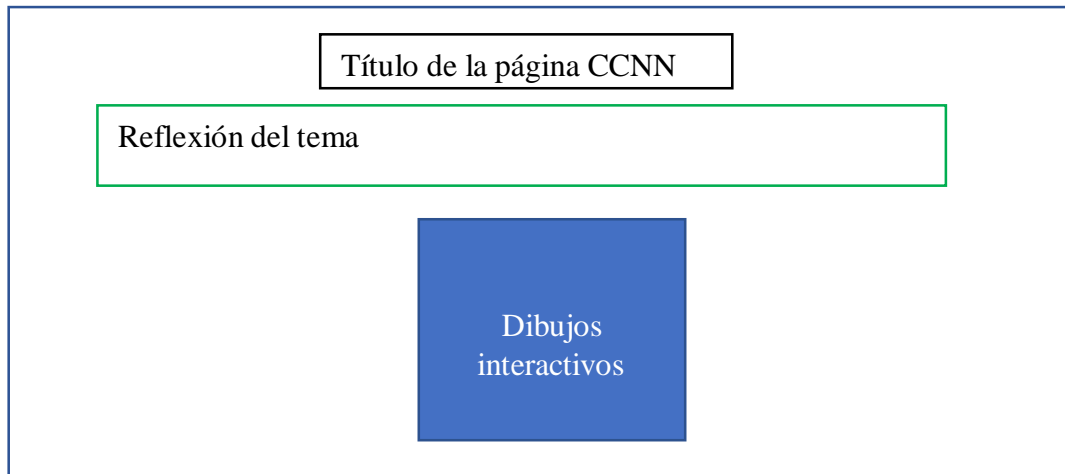 Título de la página CCNN
Reflexión del tema
Dibujos
interactivos